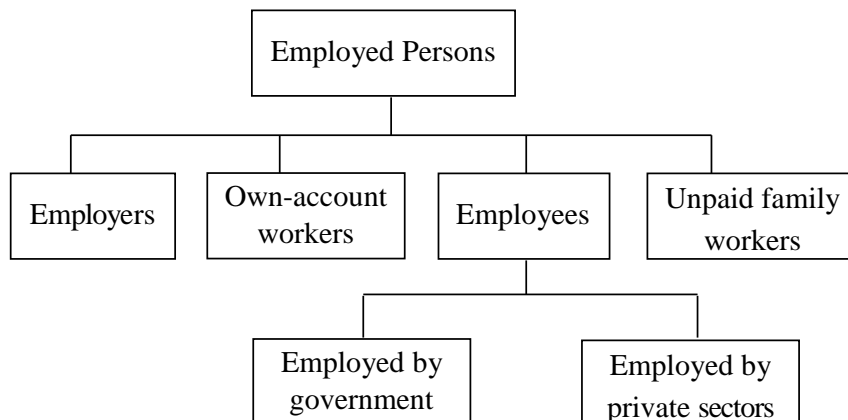 Employed Persons
Employers
Own-account
workers
Employees
Unpaid family
workers
Employed by
government
Employed by
private sectors